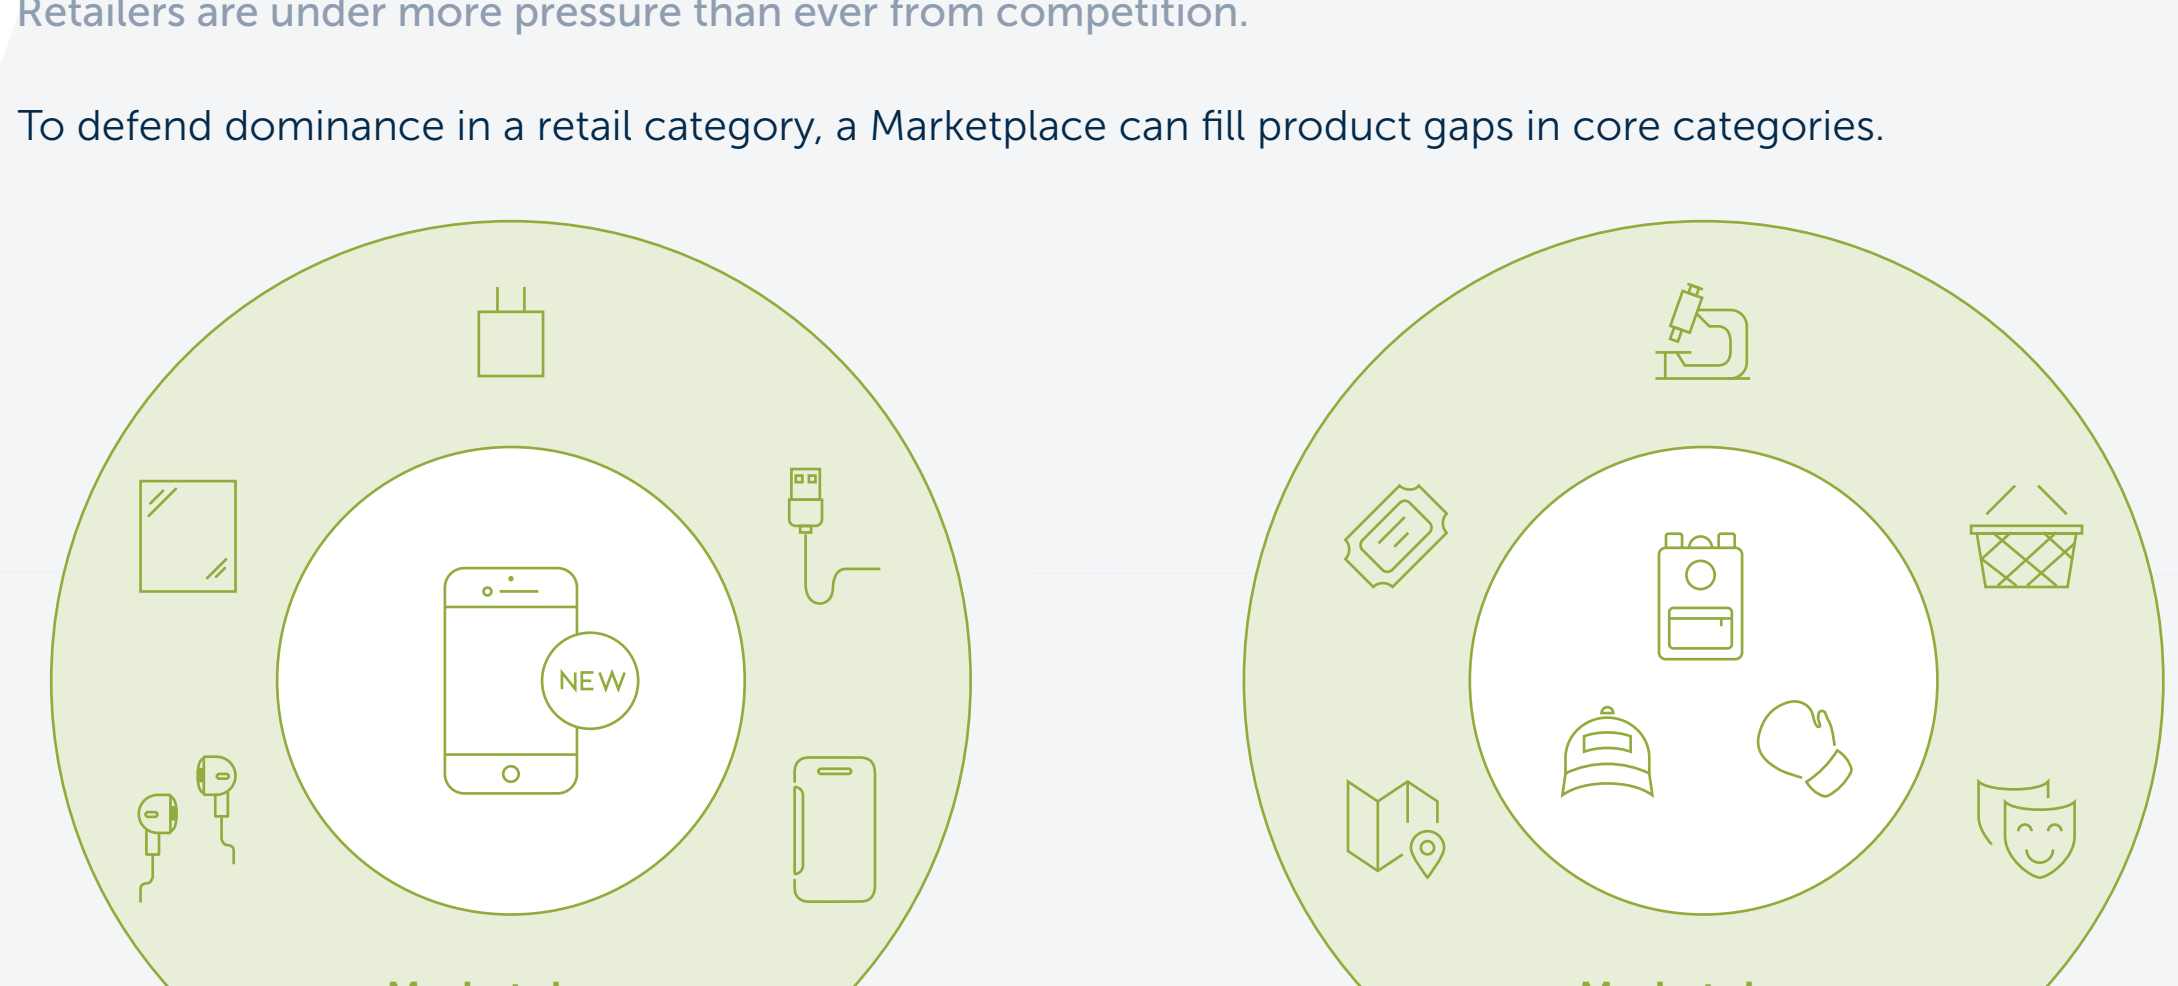 Retailers are under more pressure than ever from competition.
To defend dominance in a retail category, a Marketplace can fill product gaps in core categories.
NEW